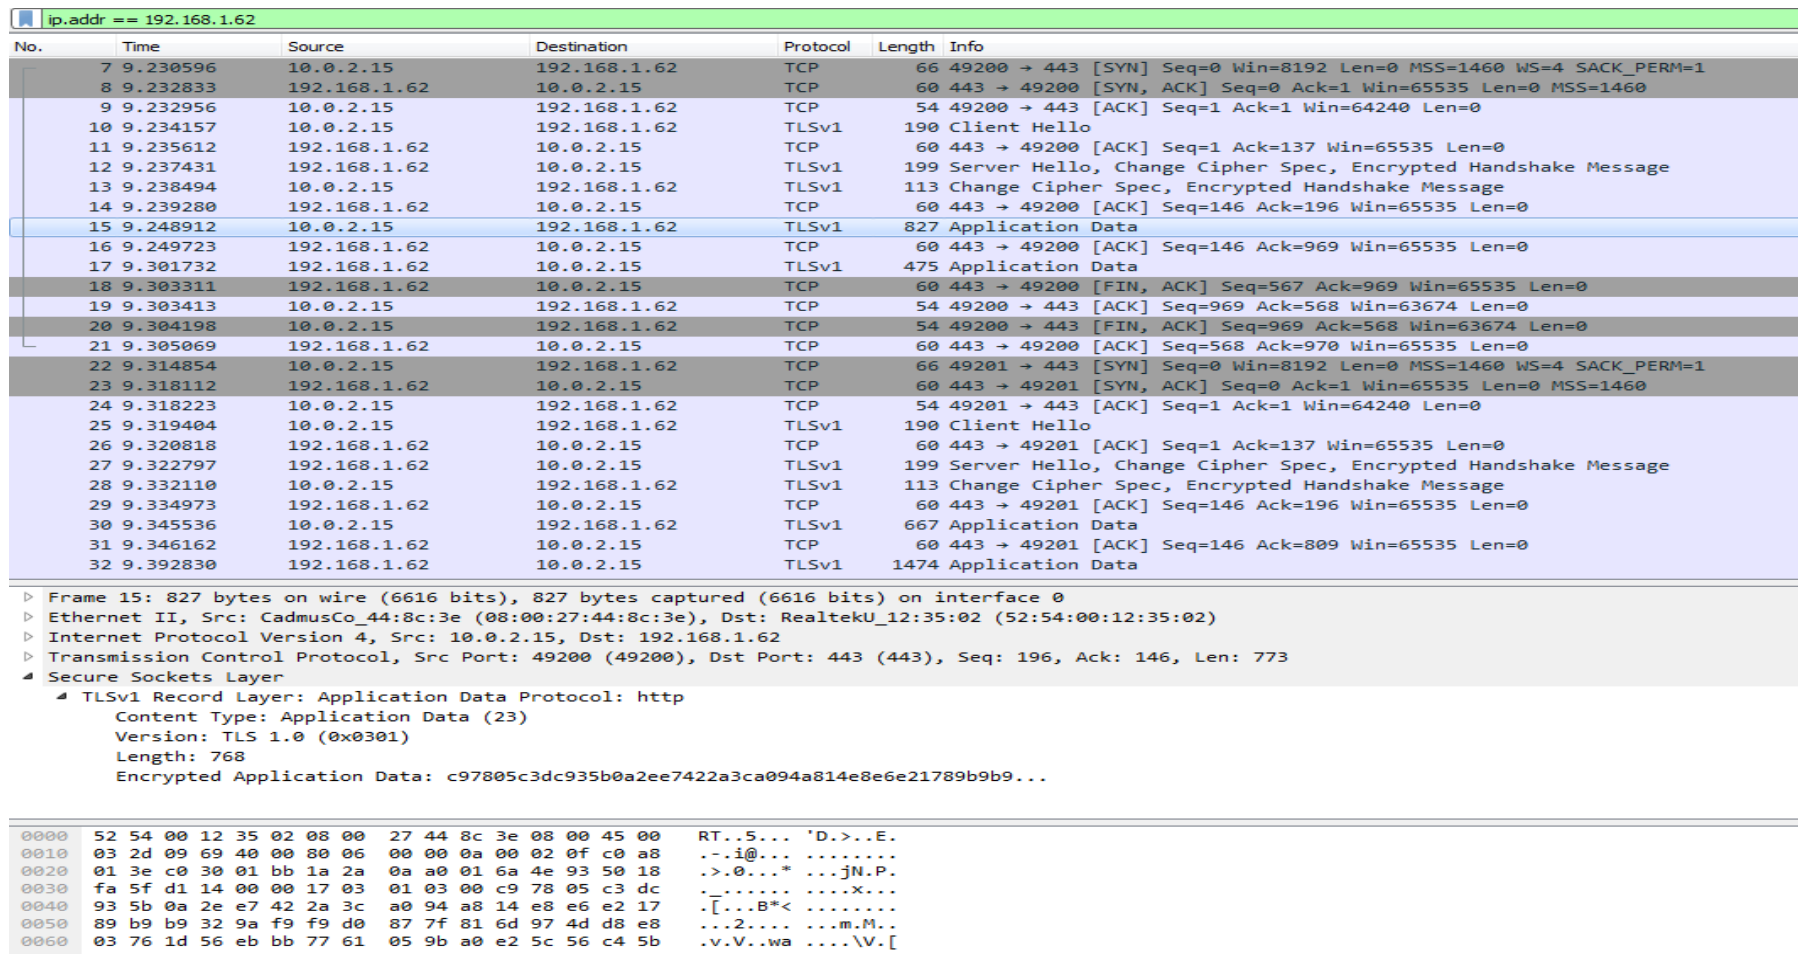 ip.addr == 192.168.1.62
No. Time Source Destination Protocol Length Info
7 9.230596 10.0.2.15 192.168.1.62 TCP 66 49200 → 443 [SYN] Seq=0 Win=8192 Len=0 MSS=1460 WS=4 SACK_PERM=1
8 9.232833 192.168.1.62 10.0.2.15 TCP 60 443 → 49200 [SYN, ACK] Seq=0 Ack=1 Win=65535 Len=0 MSS=1460
9 9.232956 10.0.2.15 192.168.1.62 TCP 54 49200 → 443 [ACK] Seq=1 Ack=1 Win=64240 Len=0
10 9.234157 10.0.2.15 192.168.1.62 TLSv1 190 Client Hello
11 9.235612 192.168.1.62 10.0.2.15 TCP 60 443 → 49200 [ACK] Seq=1 Ack=137 Win=65535 Len=0
12 9.237431 192.168.1.62 10.0.2.15 TLSv1 199 Server Hello, Change Cipher Spec, Encrypted Handshake Message
13 9.238494 10.0.2.15 192.168.1.62 TLSv1 113 Change Cipher Spec, Encrypted Handshake Message
14 9.239280 192.168.1.62 10.0.2.15 TCP 60 443 → 49200 [ACK] Seq=146 Ack=196 Win=65535 Len=0
15 9.248912 10.0.2.15 192.168.1.62 TLSv1 827 Application Data
16 9.249723 192.168.1.62 10.0.2.15 TCP 60 443 → 49200 [ACK] Seq=146 Ack=969 Win=65535 Len=0
17 9.301732 192.168.1.62 10.0.2.15 TLSv1 475 Application Data
18 9.303311 192.168.1.62 10.0.2.15 TCP 60 443 → 49200 [FIN, ACK] Seq=567 Ack=969 Win=65535 Len=0
19 9.303413 10.0.2.15 192.168.1.62 TCP 54 49200 → 443 [ACK] Seq=969 Ack=568 Win=63674 Len=0
20 9.304198 10.0.2.15 192.168.1.62 TCP 54 49200 → 443 [FIN, ACK] Seq=969 Ack=568 Win=63674 Len=0
21 9.305069 192.168.1.62 10.0.2.15 TCP 60 443 → 49200 [ACK] Seq=568 Ack=970 Win=65535 Len=0
22 9.314854 10.0.2.15 192.168.1.62 TCP 66 49201 → 443 [SYN] Seq=0 Win=8192 Len=0 MSS=1460 WS=4 SACK_PERM=1
23 9.318112 192.168.1.62 10.0.2.15 TCP 60 443 → 49201 [SYN, ACK] Seq=0 Ack=1 Win=65535 Len=0 MSS=1460
24 9.318223 10.0.2.15 192.168.1.62 TCP 54 49201 → 443 [ACK] Seq=1 Ack=1 Win=64240 Len=0
25 9.319404 10.0.2.15 192.168.1.62 TLSv1 190 Client Hello
26 9.320818 192.168.1.62 10.0.2.15 TCP 60 443 → 49201 [ACK] Seq=1 Ack=137 Win=65535 Len=0
27 9.322797 192.168.1.62 10.0.2.15 TLSv1 199 Server Hello, Change Cipher Spec, Encrypted Handshake Message
28 9.332110 10.0.2.15 192.168.1.62 TLSv1 113 Change Cipher Spec, Encrypted Handshake Message
29 9.334973 192.168.1.62 10.0.2.15 TCP 60 443 → 49201 [ACK] Seq=146 Ack=196 Win=65535 Len=0
30 9.345536 10.0.2.15 192.168.1.62 TLSv1 667 Application Data
31 9.346162 192.168.1.62 10.0.2.15 TCP 60 443 → 49201 [ACK] Seq=146 Ack=809 Win=65535 Len=0
32 9.392830 192.168.1.62 10.0.2.15 TLSv1 1474 Application Data
Frame 15: 827 bytes on wire (6616 bits), 827 bytes captured (6616 bits) on interface 0
Ethernet II, Src: CadmusCo_44:8c:3e (08:00:27:44:8c:3e), Dst: RealtekU_12:35:02 (52:54:00:12:35:02)
Internet Protocol Version 4, Src: 10.0.2.15, Dst: 192.168.1.62
Transmission Control Protocol, Src Port: 49200 (49200), Dst Port: 443 (443), Seq: 196, Ack: 146, Len: 773
Secure Sockets Layer
TLSv1 Record Layer: Application Data Protocol: http
Content Type: Application Data (23)
Version: TLS 1.0 (0x0301)
Length: 768
Encrypted Application Data: c97805c3dc935b0a2ee7422a3ca094a814e8e6e21789b9b9...
0000 52 54 00 12 35 02 08 00 27 44 8c 3e 08 00 45 00 RT..5... 'D.>..E.
0010 03 2d 09 69 40 00 80 06 00 00 0a 00 02 0f c0 a8 .-.i@... ........
0020 01 3e c0 30 01 bb 1a 2a 0a a0 01 6a 4e 93 50 18 .>.0...* ...jN.P.
0030 fa 5f d1 14 00 00 17 03 01 03 00 c9 78 05 c3 dc ._...... ....x...
0040 93 5b 0a 2e e7 42 2a 3c a0 94 a8 14 e8 e6 e2 17 .[...B*< ........
0050 89 b9 b9 32 9a f9 f9 d0 87 7f 81 6d 97 4d d8 e8 ...2.... ...m.M..
0060 03 76 1d 56 eb bb 77 61 05 9b a0 e2 5c 56 c4 5b .v.V..wa ....\V.[